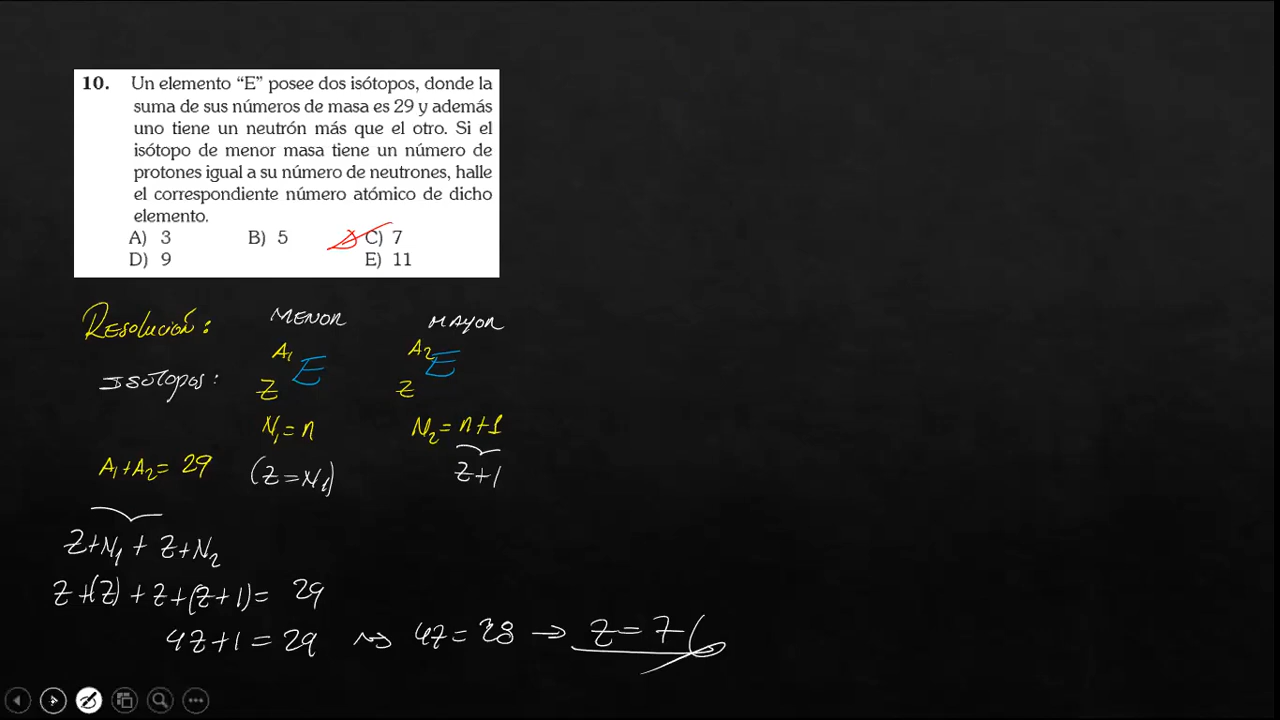 10. Un elemento “E” posee dos isótopos, donde la
suma de sus números de masa es 29 y además
uno tiene un neutrón más que el otro. Si el
isótopo de menor masa tiene un número de
protones igual a su número de neutrones, halle
el correspondiente número atómico de dicho
elemento.
A) 3 B) 5 C) 7
D) 9 E) 11
RESOLUCIÓN: MENOR MAYOR
A₁ A₂
Isótopos: E E
Z Z
N₁ = n N₂ = n+1
A₁+A₂ = 29 (Z = N₁) Z+1
Z+N₁ + Z+N₂
Z+(Z) + Z+(Z+1) = 29
4Z+1 = 29 ⇝ 4Z = 28 → Z = 7